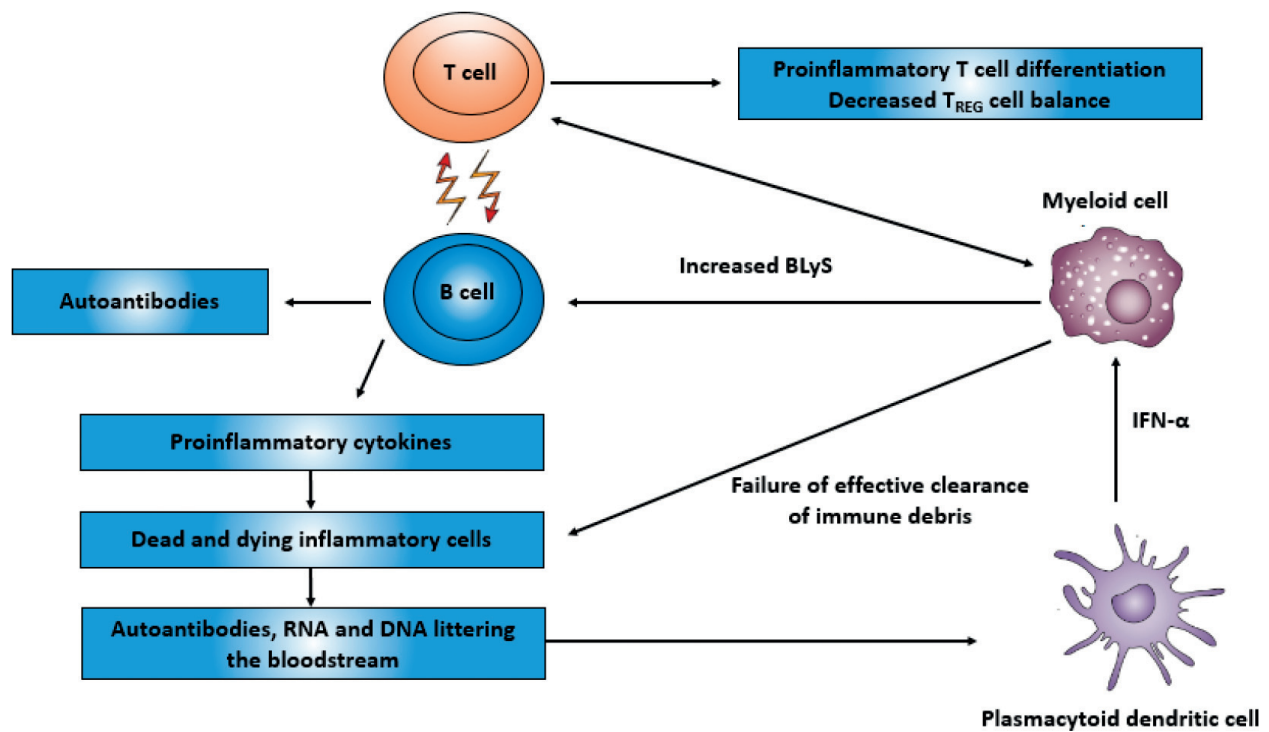 T cell
Proinflammatory T cell differentiation
Decreased TREG cell balance
Myeloid cell
Increased BLyS
B cell
Autoantibodies
IFN-α
Proinflammatory cytokines
Failure of effective clearance
of immune debris
Dead and dying inflammatory cells
Autoantibodies, RNA and DNA littering
the bloodstream
Plasmacytoid dendritic cell